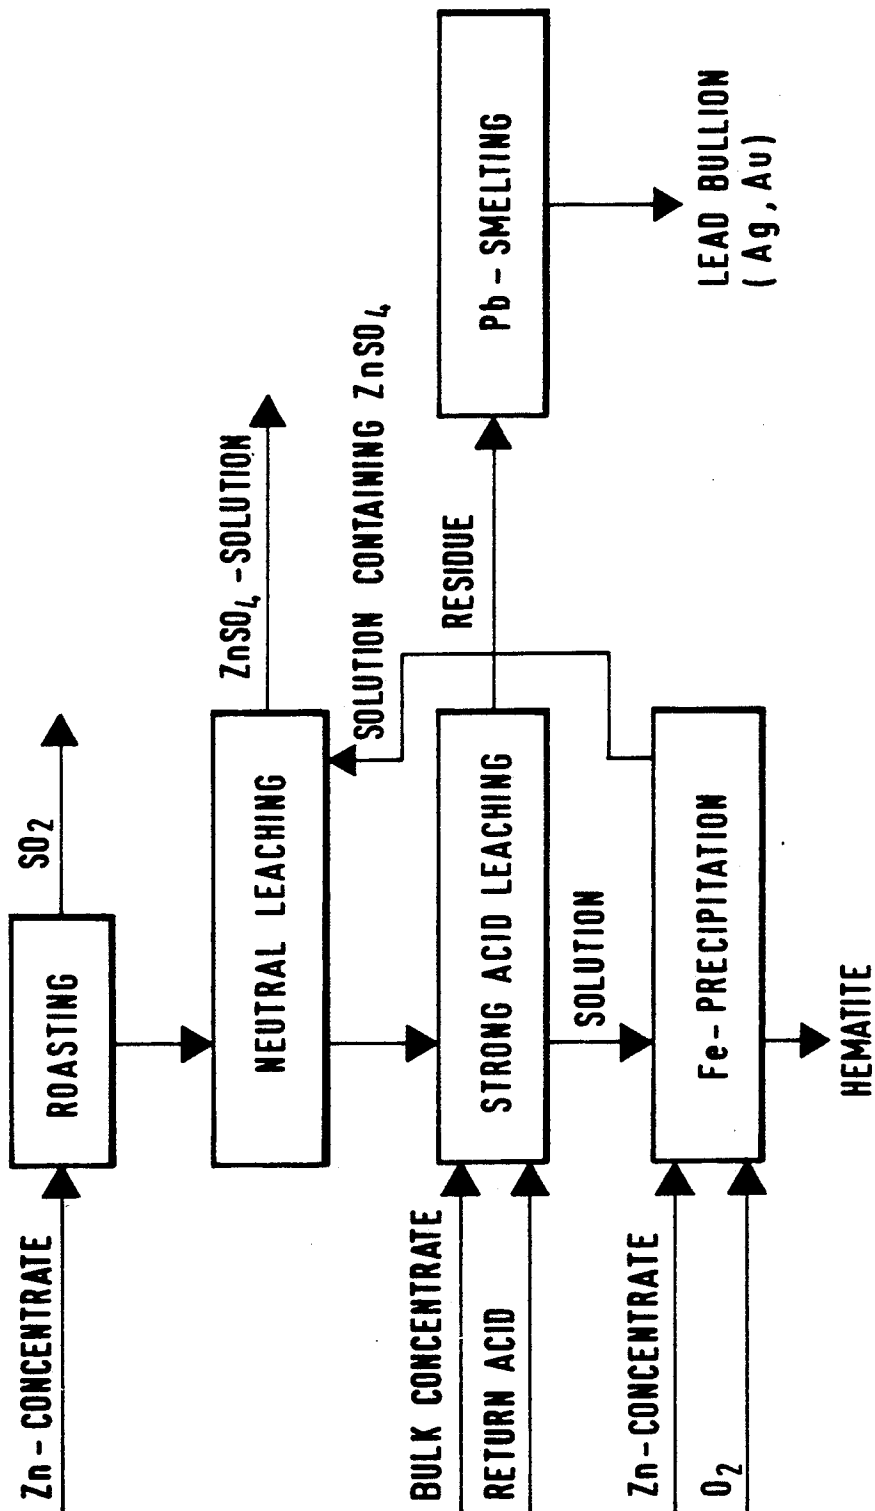 Zn-CONCENTRATE
ROASTING
SO2
NEUTRAL LEACHING
ZnSO4-SOLUTION
SOLUTION CONTAINING ZnSO4
BULK CONCENTRATE
RETURN ACID
STRONG ACID LEACHING
RESIDUE
Pb-SMELTING
LEAD BULLION
(Ag, Au)
SOLUTION
Zn-CONCENTRATE
O2
Fe-PRECIPITATION
HEMATITE